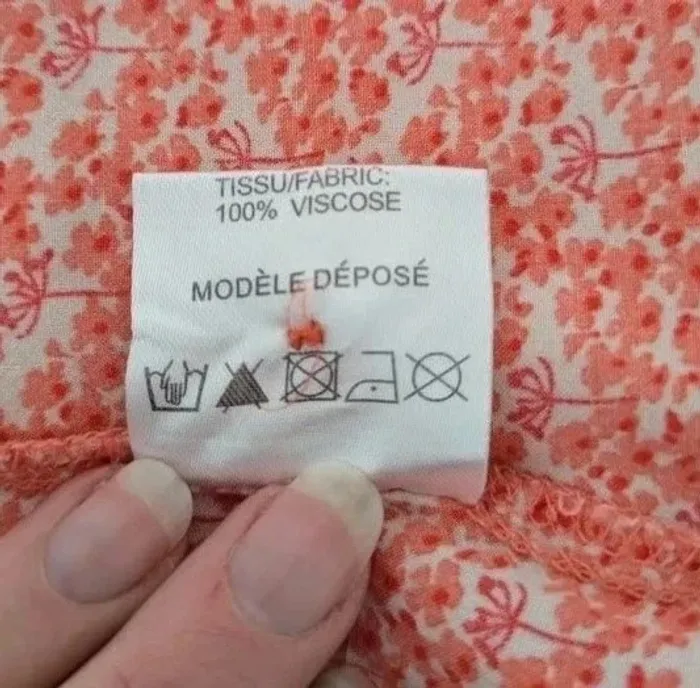 TISSU/FABRIC:
100% VISCOSE
MODÈLE DÉPOSÉ